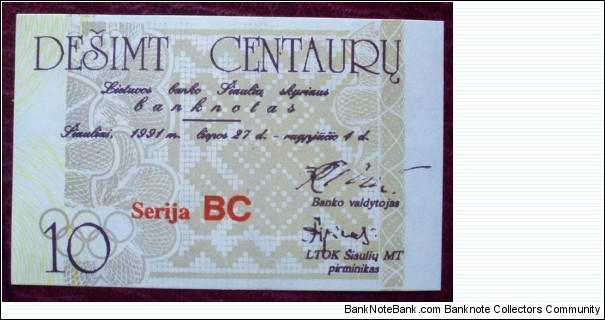 DEŠIMT CENTAURŲ
Lietuvos banko Šiaulių skyriaus
banknotas
Šiauliai, 1991 m. liepos 27 d. - rugpjūčio 1 d.
Banko valdytojas
Serija BC
LTOK Šiaulių MT
pirmininkas
10
BankNoteBank.com -Banknote Collectors Community